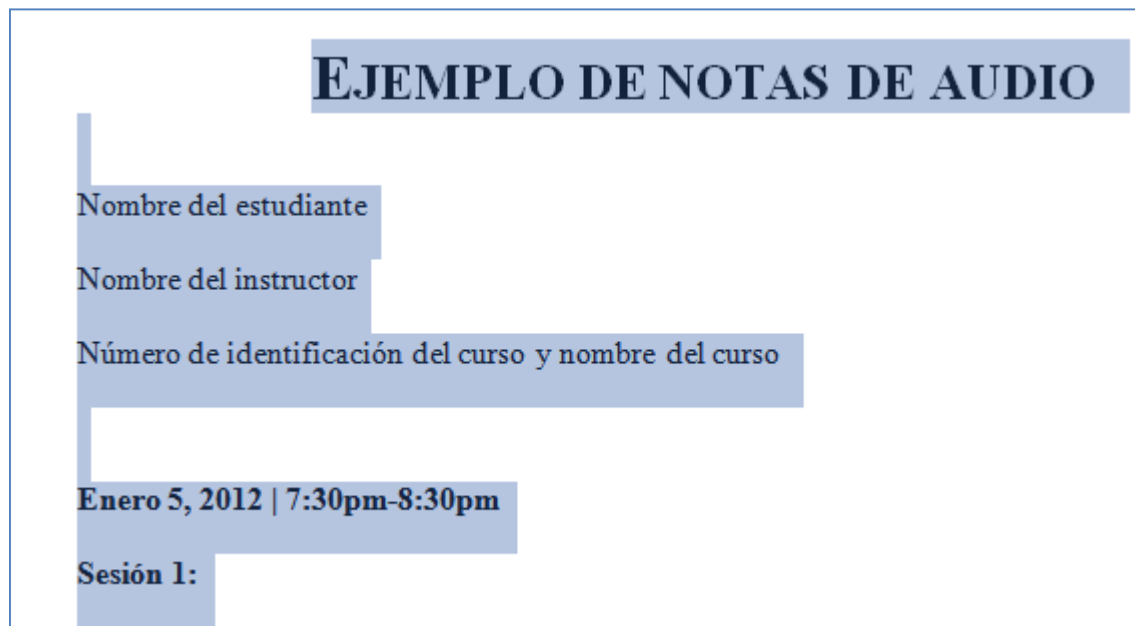 EJEMPLO DE NOTAS DE AUDIO
Nombre del estudiante
Nombre del instructor
Número de identificación del curso y nombre del curso
Enero 5, 2012 | 7:30pm-8:30pm
Sesión 1: